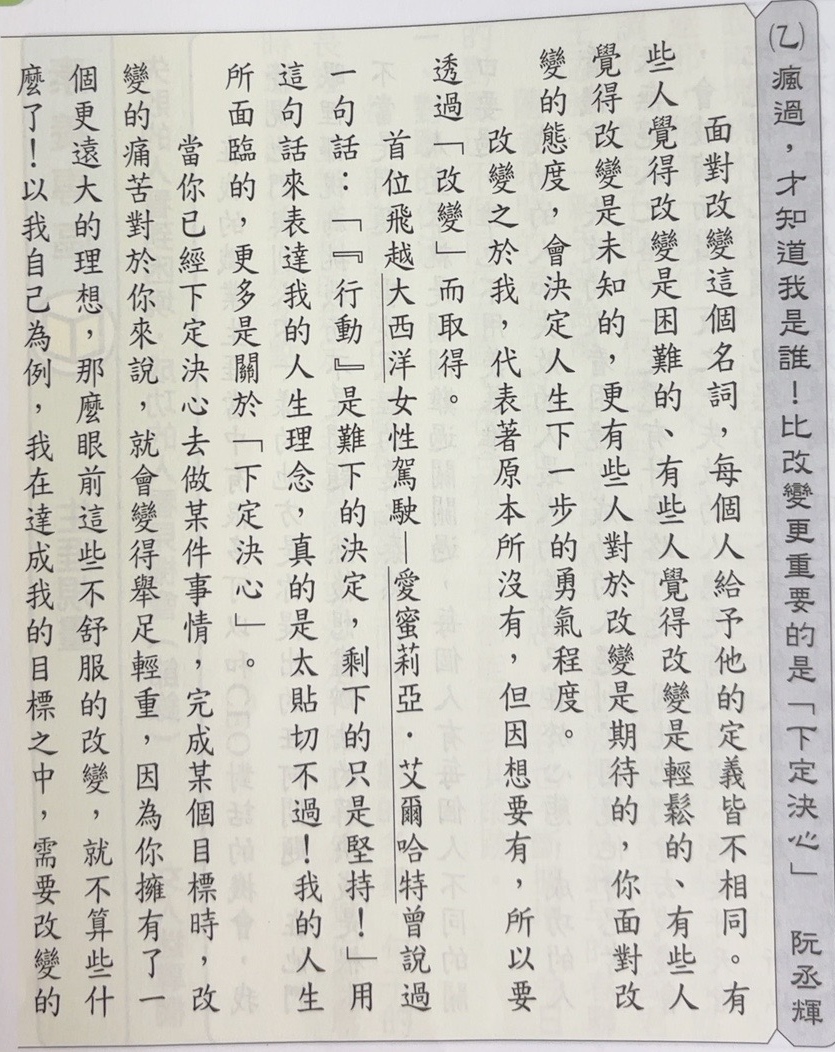 ㈡瘋過，才知道我是誰！比改變更重要的是「下定決心」　阮丞輝
面對改變這個名詞，每個人給予他的定義皆不相同。有
些人覺得改變是困難的、有些人覺得改變是輕鬆的、有些人
覺得改變是未知的，更有些人對於改變是期待的，你面對改
變的態度，會決定人生下一步的勇氣程度。
改變之於我，代表著原本所沒有，但因想要有，所以要
透過「改變」而取得。
首位飛越大西洋女性駕駛—愛蜜莉亞．艾爾哈特曾說過
一句話：「『行動』是難下的決定，剩下的只是堅持！」用
這句話來表達我的人生理念，真的是太貼切不過！我的人生
所面臨的，更多是關於「下定決心」。
當你已經下定決心去做某件事情，完成某個目標時，改
變的痛苦對於你來說，就會變得舉足輕重，因為你擁有了一
個更遠大的理想，那麼眼前這些不舒服的改變，就不算些什
麼了！以我自己為例，我在達成我的目標之中，需要改變的